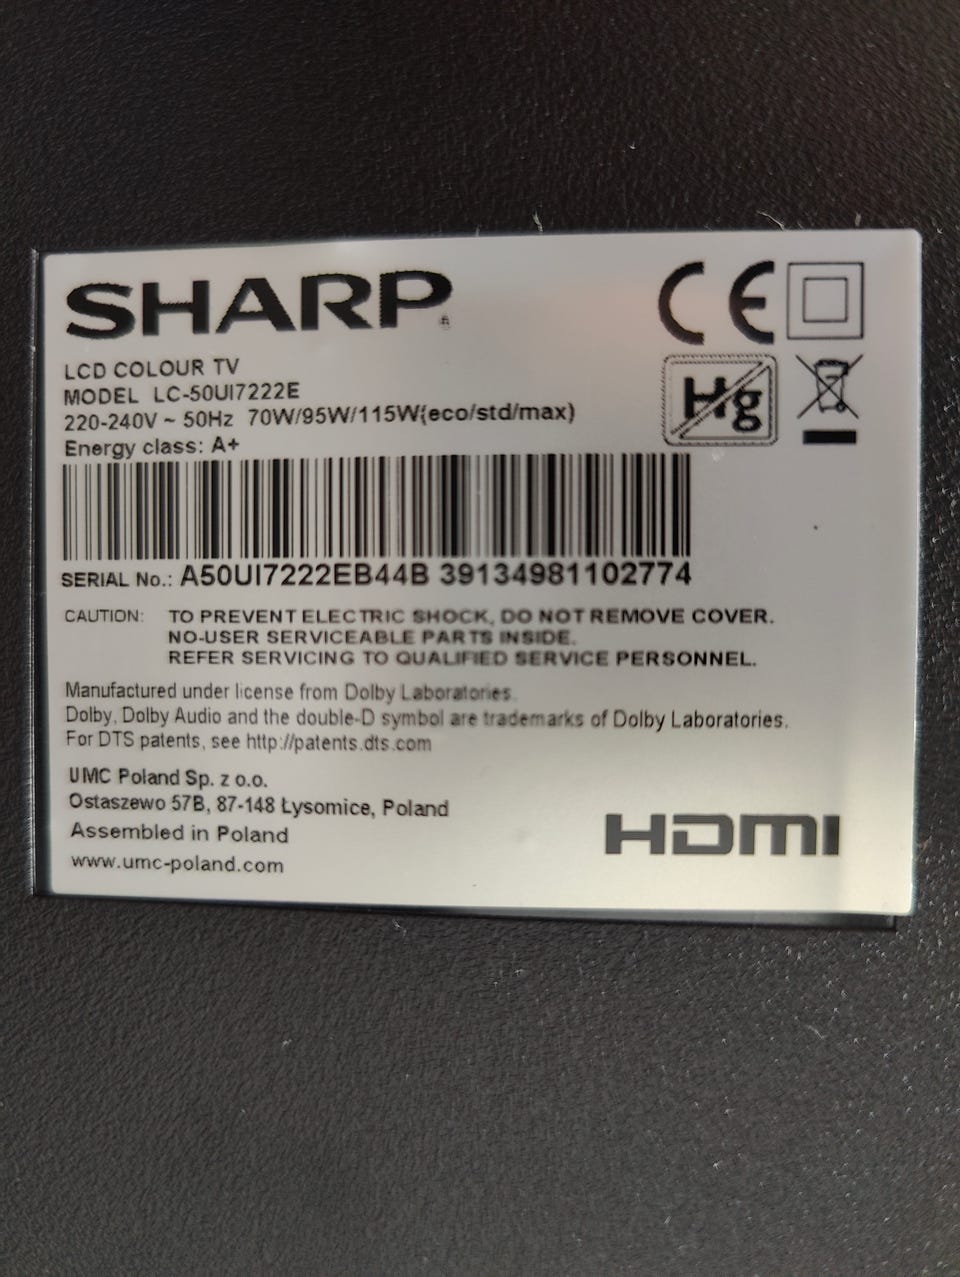 SHARP®
LCD COLOUR TV
MODEL LC-50UI7222E
220-240V ~ 50Hz 70W/95W/115W(eco/std/max)
Energy class: A+
CE
Hg
SERIAL No.: A50UI7222EB44B 39134981102774
CAUTION: TO PREVENT ELECTRIC SHOCK, DO NOT REMOVE COVER.
NO-USER SERVICEABLE PARTS INSIDE.
REFER SERVICING TO QUALIFIED SERVICE PERSONNEL.
Manufactured under license from Dolby Laboratories.
Dolby, Dolby Audio and the double-D symbol are trademarks of Dolby Laboratories.
For DTS patents, see http://patents.dts.com
UMC Poland Sp. z o.o.
Ostaszewo 57B, 87-148 Łysomice, Poland
Assembled in Poland
www.umc-poland.com
HDMI